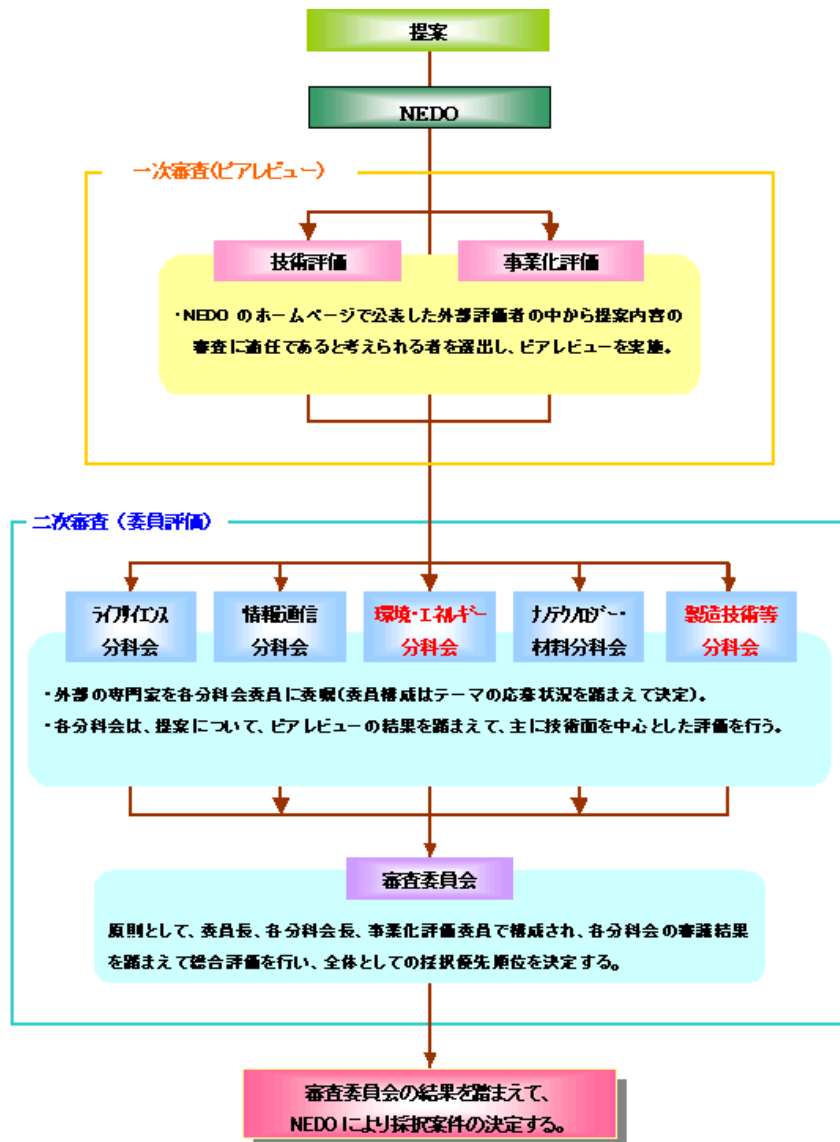 提案
NEDO
一次審査(ピアレビュー)
技術評価
事業化評価
・NEDO のホームページで公表した外部評価者の中から提案内容の
審査に適任であると考えられる者を選出し、ピアレビューを実施。
二次審査（委員評価）
ライフサイエンス
分科会
情報通信
分科会
環境・エネルギー
分科会
ナノテクノロジー・
材料分科会
製造技術等
分科会
・外部の専門家を各分科会委員に委嘱(委員構成はテーマの応募状況を踏まえて決定)。
・各分科会は、提案について、ピアレビューの結果を踏まえて、主に技術面を中心とした評価を行う。
審査委員会
原則として、委員長、各分科会長、事業化評価委員で構成され、各分科会の審議結果
を踏まえて総合評価を行い、全体としての採択優先順位を決定する。
審査委員会の結果を踏まえて、
NEDOにより採択案件の決定する。